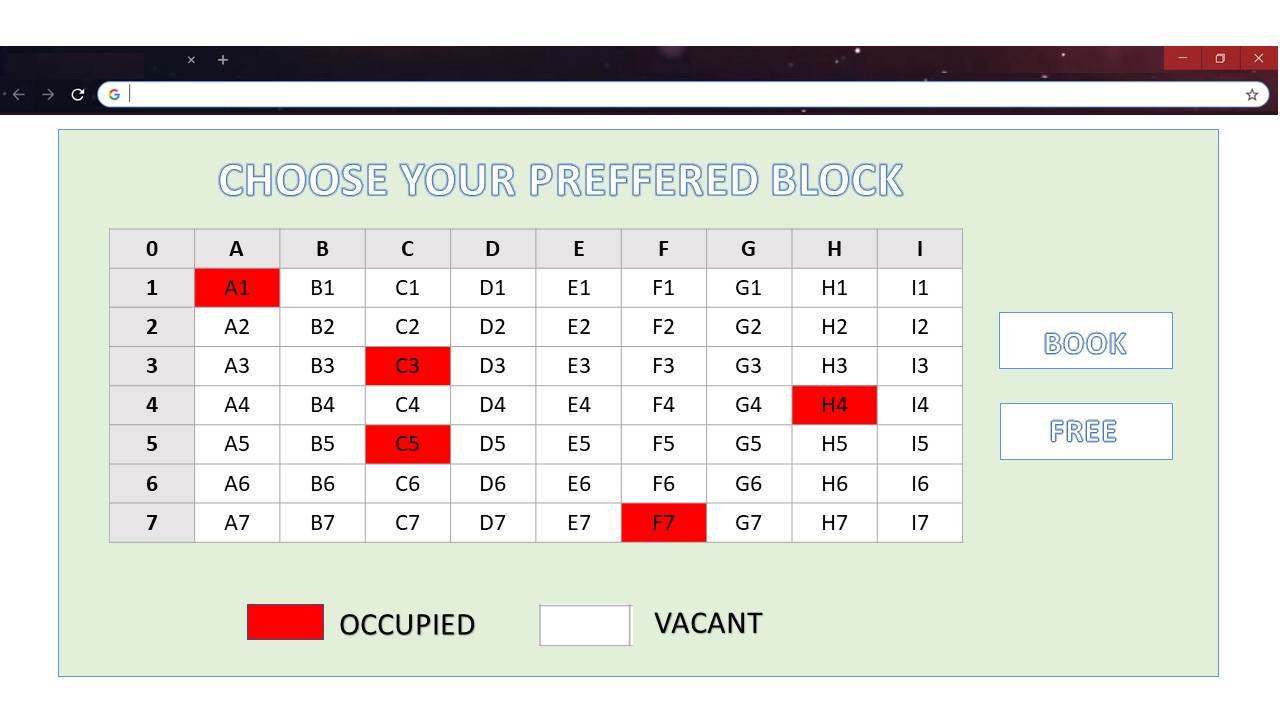 CHOOSE YOUR PREFFERED BLOCK
0 A B C D E F G H I
1 A1 B1 C1 D1 E1 F1 G1 H1 I1
2 A2 B2 C2 D2 E2 F2 G2 H2 I2
3 A3 B3 C3 D3 E3 F3 G3 H3 I3
4 A4 B4 C4 D4 E4 F4 G4 H4 I4
5 A5 B5 C5 D5 E5 F5 G5 H5 I5
6 A6 B6 C6 D6 E6 F6 G6 H6 I6
7 A7 B7 C7 D7 E7 F7 G7 H7 I7
BOOK
FREE
OCCUPIED VACANT